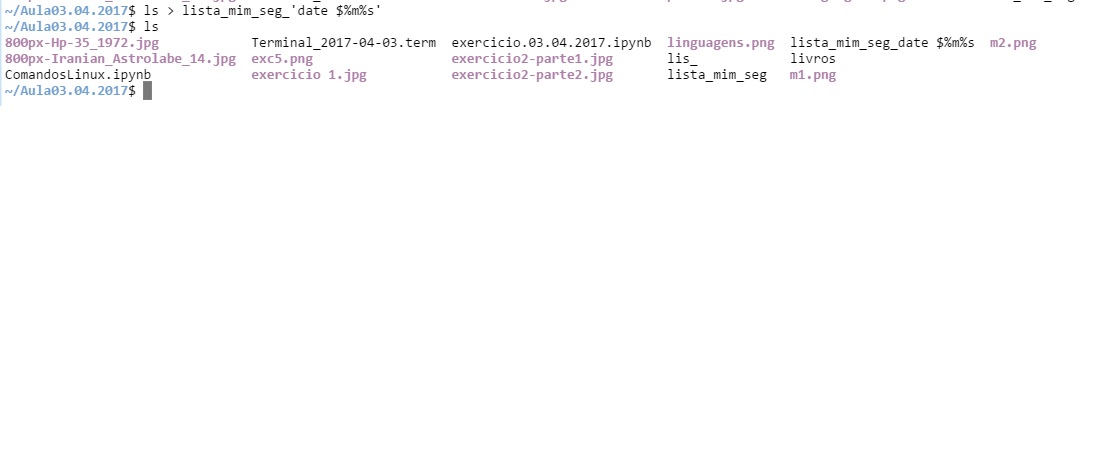 ~/Aula03.04.2017$ ls > lista_mim_seg_'date $%m%s'
~/Aula03.04.2017$ ls
800px-Hp-35_1972.jpg Terminal_2017-04-03.term exercicio.03.04.2017.ipynb linguagens.png lista_mim_seg_date $%m%s m2.png
800px-Iranian_Astrolabe_14.jpg exc5.png exercicio2-parte1.jpg lis_ livros
ComandosLinux.ipynb exercicio 1.jpg exercicio2-parte2.jpg lista_mim_seg m1.png
~/Aula03.04.2017$